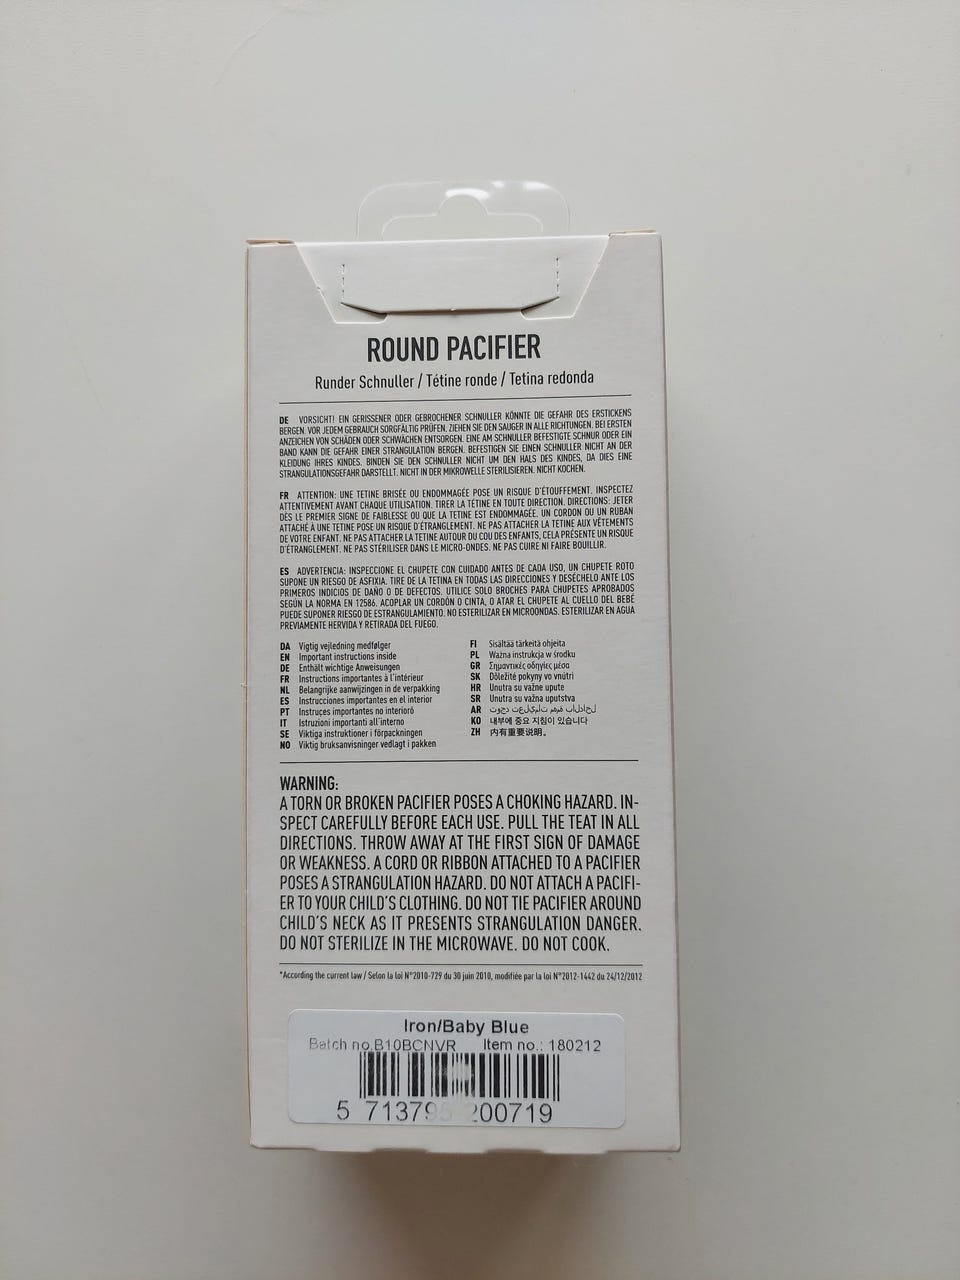 ROUND PACIFIER
Runder Schnuller / Tétine ronde / Tetina redonda
DE VORSICHT! EIN GERISSENER ODER GEBROCHENER SCHNULLER KÖNNTE DIE GEFAHR DES ERSTICKENS
BERGEN. VOR JEDEM GEBRAUCH SORGFÄLTIG PRÜFEN. ZIEHEN SIE DEN SAUGER IN ALLE RICHTUNGEN. BEI ERSTEN
ANZEICHEN VON SCHÄDEN ODER SCHWÄCHEN ENTSORGEN. EINE AM SCHNULLER BEFESTIGTE SCHNUR ODER EIN
BAND KANN DIE GEFAHR EINER STRANGULATION BERGEN. BEFESTIGEN SIE EINEN SCHNULLER NICHT AN DER
KLEIDUNG IHRES KINDES. BINDEN SIE DEN SCHNULLER NICHT UM DEN HALS DES KINDES, DA DIES EINE
STRANGULATIONSGEFAHR DARSTELLT. NICHT IN DER MIKROWELLE STERILISIEREN. NICHT KOCHEN.
FR ATTENTION: UNE TETINE BRISÉE OU ENDOMMAGÉE POSE UN RISQUE D'ÉTOUFFEMENT. INSPECTEZ
ATTENTIVEMENT AVANT CHAQUE UTILISATION. TIRER LA TÉTINE EN TOUTE DIRECTION. DIRECTIONS: JETER
DÈS LE PREMIER SIGNE DE FAIBLESSE OU QUE LA TETINE EST ENDOMMAGÉE. UN CORDON OU UN RUBAN
ATTACHÉ À UNE TETINE POSE UN RISQUE D'ÉTRANGLEMENT. NE PAS ATTACHER LA TETINE AUX VÊTEMENTS
DE VOTRE ENFANT. NE PAS ATTACHER LA TETINE AUTOUR DU COU DES ENFANTS, CELA PRÉSENTE UN RISQUE
D'ÉTRANGLEMENT. NE PAS STÉRILISER DANS LE MICRO-ONDES. NE PAS CUIRE NI FAIRE BOUILLIR.
ES ADVERTENCIA: INSPECCIONE EL CHUPETE CON CUIDADO ANTES DE CADA USO, UN CHUPETE ROTO
SUPONE UN RIESGO DE ASFIXIA. TIRE DE LA TETINA EN TODAS LAS DIRECCIONES Y DESÉCHELO ANTE LOS
PRIMEROS INDICIOS DE DAÑO O DE DEFECTOS. UTILICE SOLO BROCHES PARA CHUPETES APROBADOS
SEGÚN LA NORMA EN 12586. ACOPLAR UN CORDÓN O CINTA, O ATAR EL CHUPETE AL CUELLO DEL BEBÉ
PUEDE SUPONER RIESGO DE ESTRANGULAMIENTO. NO ESTERILIZAR EN MICROONDAS. ESTERILIZAR EN AGUA
PREVIAMENTE HERVIDA Y RETIRADA DEL FUEGO.
DA Vigtig vejledning medfølger
EN Important instructions inside
DE Enthält wichtige Anweisungen
FR Instructions importantes à l'intérieur
NL Belangrijke aanwijzingen in de verpakking
ES Instrucciones importantes en el interior
PT Instruçes importantes no interioró
IT Istruzioni importanti all'interno
SE Viktiga instruktioner i förpackningen
NO Viktig bruksanvisninger vedlagt i pakken
FI Sisältää tärkeitä ohjeita
PL Ważna instrukcja w środku
GR Σημαντικές οδηγίες μέσα
SK Dôležité pokyny vo vnútri
HR Unutra su važne upute
SR Unutra su važna uputstva
AR
KO 내부에 중요 지침이 있습니다
ZH 内有重要说明。
WARNING:
A TORN OR BROKEN PACIFIER POSES A CHOKING HAZARD. IN-
SPECT CAREFULLY BEFORE EACH USE. PULL THE TEAT IN ALL
DIRECTIONS. THROW AWAY AT THE FIRST SIGN OF DAMAGE
OR WEAKNESS. A CORD OR RIBBON ATTACHED TO A PACIFIER
POSES A STRANGULATION HAZARD. DO NOT ATTACH A PACIFI-
ER TO YOUR CHILD'S CLOTHING. DO NOT TIE PACIFIER AROUND
CHILD'S NECK AS IT PRESENTS STRANGULATION DANGER.
DO NOT STERILIZE IN THE MICROWAVE. DO NOT COOK.
*According the current law / Selon la loi N°2010-729 du 30 juin 2010, modifiée par la loi N°2012-1442 du 24/12/2012
Iron/Baby Blue
Batch no.B10BCNVR Item no.: 180212
5 713795 200719